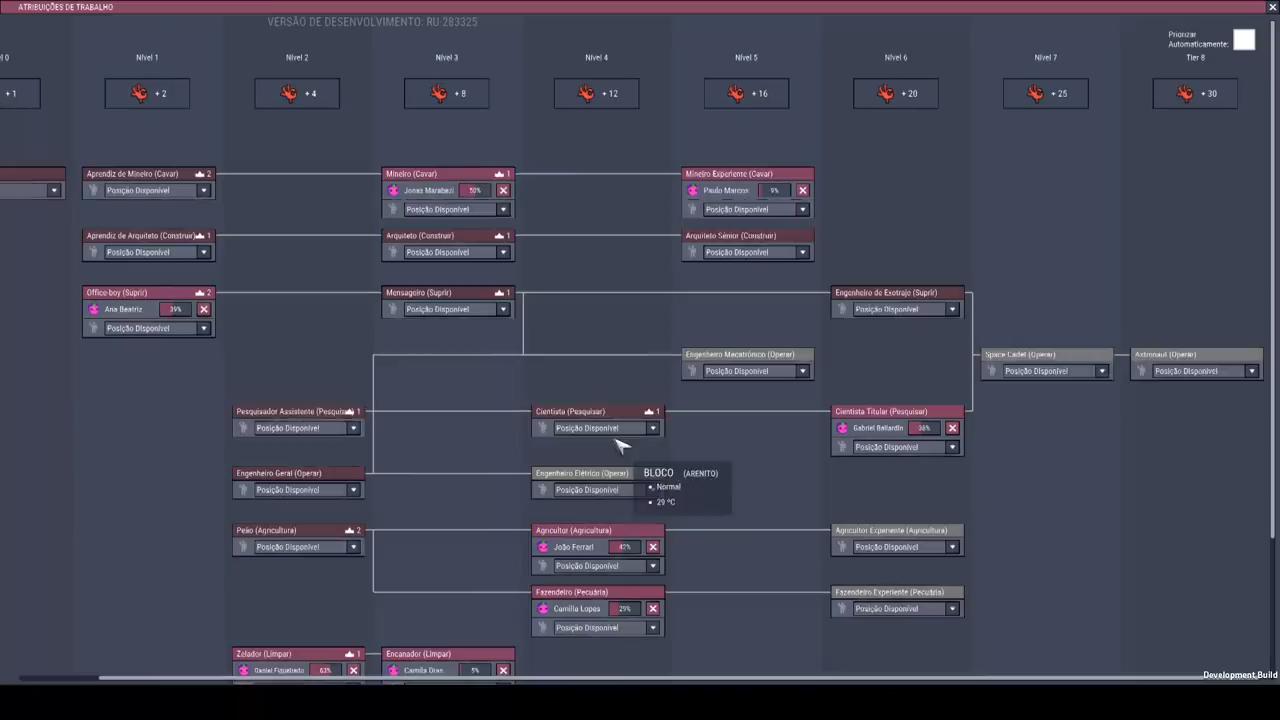 ATRIBUIÇÕES DE TRABALHO
VERSÃO DE DESENVOLVIMENTO: RU-283325
Priorizar
Automaticamente:
l 0
Nível 1
Nível 2
Nível 3
Nível 4
Nível 5
Nível 6
Nível 7
Tier 8
+ 1
+ 2
+ 4
+ 8
+ 12
+ 16
+ 20
+ 25
+ 30
Aprendiz de Mineiro (Cavar) 2
Posição Disponível
Mineiro (Cavar) 1
Jonas Marabezi 50%
Posição Disponível
Mineiro Experiente (Cavar)
Paulo Marcos 9%
Posição Disponível
Aprendiz de Arquiteto (Construir) 1
Posição Disponível
Arquiteto (Construir) 1
Posição Disponível
Arquiteto Sênior (Construir)
Posição Disponível
Office-boy (Suprir) 2
Ana Beatriz 39%
Posição Disponível
Mensageiro (Suprir) 1
Posição Disponível
Engenheiro de Exotraje (Suprir)
Posição Disponível
Engenheiro Mecatrônico (Operar)
Posição Disponível
Space Cadet (Operar)
Posição Disponível
Astronaut (Operar)
Posição Disponível
Pesquisador Assistente (Pesquisar) 1
Posição Disponível
Cientista (Pesquisar) 1
Posição Disponível
Cientista Titular (Pesquisar)
Gabriel Ballardin 38%
Posição Disponível
Engenheiro Geral (Operar)
Posição Disponível
Engenheiro Elétrico (Operar)
Posição Disponível
BLOCO (ARENITO)
• Normal
• 29 ºC
Peão (Agricultura) 2
Posição Disponível
Agricultor (Agricultura)
João Ferrari 42%
Posição Disponível
Agricultor Experiente (Agricultura)
Posição Disponível
Fazendeiro (Pecuária)
Camilla Lopes 29%
Posição Disponível
Fazendeiro Experiente (Pecuária)
Posição Disponível
Zelador (Limpar) 1
Daniel Figueiredo 63%
Encanador (Limpar)
Camila Dias 5%
Development Build